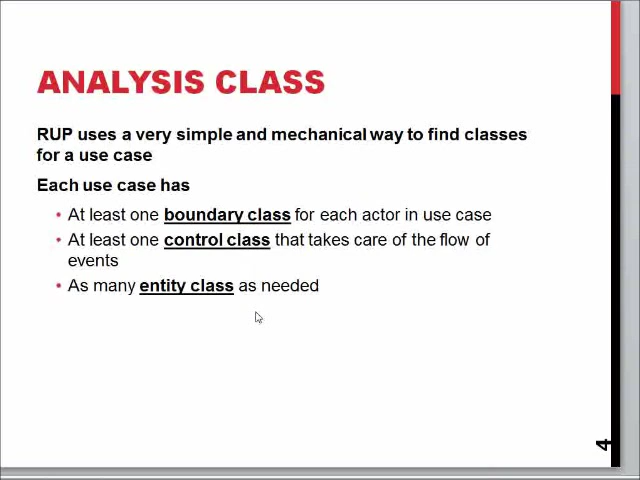 ANALYSIS CLASS
RUP uses a very simple and mechanical way to find classes
for a use case
Each use case has
• At least one boundary class for each actor in use case
• At least one control class that takes care of the flow of
events
• As many entity class as needed
4